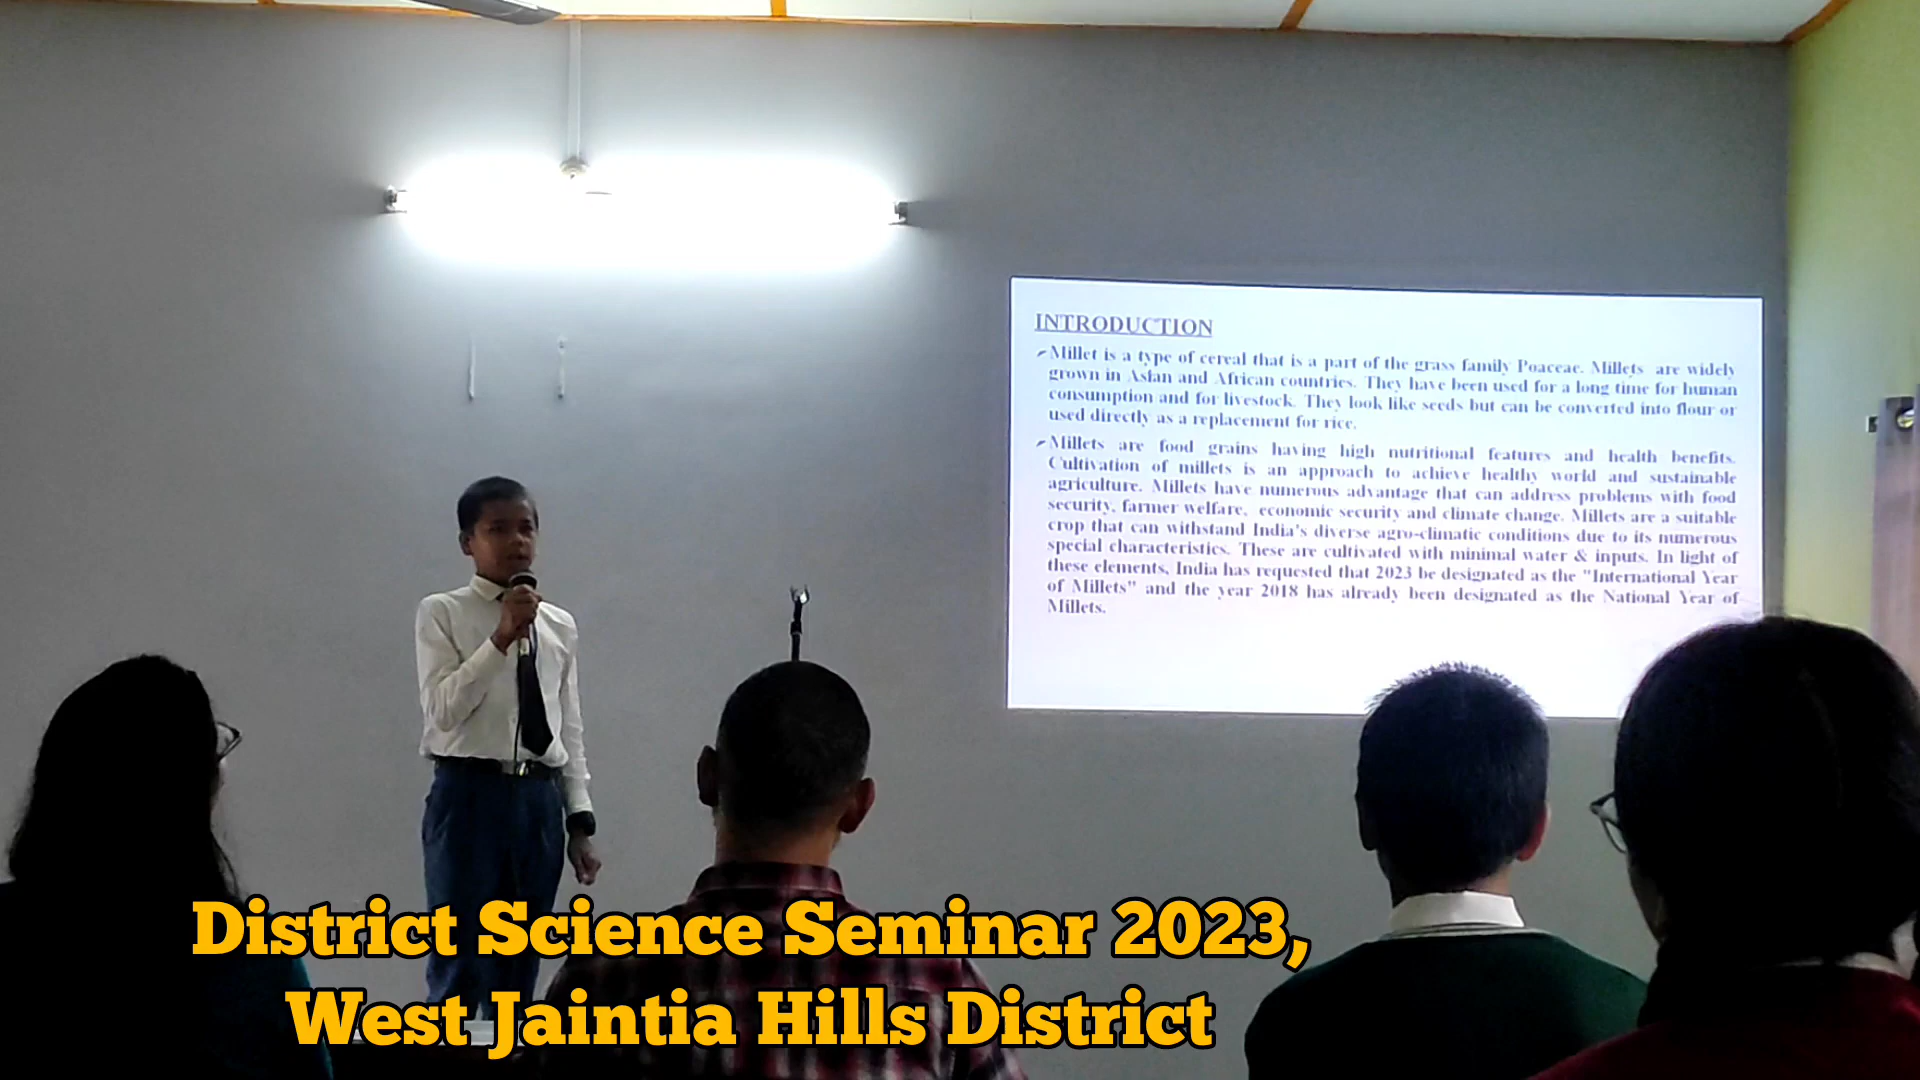 INTRODUCTION
Millet is a type of cereal that is a part of the grass family Poaceae. Millets are widely
grown in Asian and African countries. They have been used for a long time for human
consumption and for livestock. They look like seeds but can be converted into flour or
used directly as a replacement for rice.
Millets are food grains having high nutritional features and health benefits.
Cultivation of millets is an approach to achieve healthy world and sustainable
agriculture. Millets have numerous advantage that can address problems with food
security, farmer welfare, economic security and climate change. Millets are a suitable
crop that can withstand India's diverse agro-climatic conditions due to its numerous
special characteristics. These are cultivated with minimal water & inputs. In light of
these elements, India has requested that 2023 be designated as the "International Year
of Millets" and the year 2018 has already been designated as the National Year of
Millets.
District Science Seminar 2023,
West Jaintia Hills District